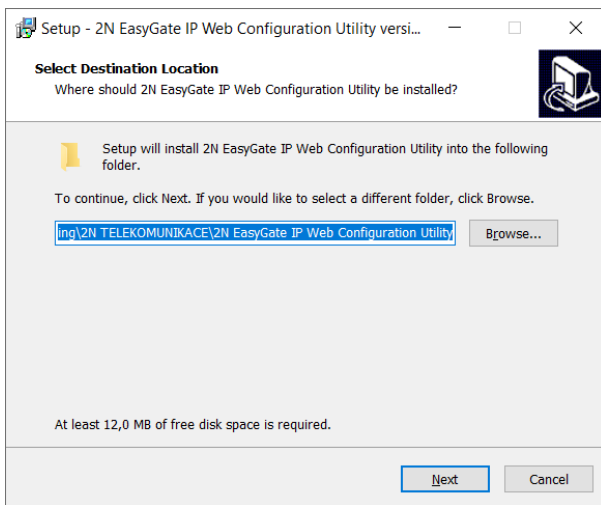 Setup - 2N EasyGate IP Web Configuration Utility versi...
Select Destination Location
Where should 2N EasyGate IP Web Configuration Utility be installed?
Setup will install 2N EasyGate IP Web Configuration Utility into the following
folder.
To continue, click Next. If you would like to select a different folder, click Browse.
ing\2N TELEKOMUNIKACE\2N EasyGate IP Web Configuration Utility
Browse...
At least 12,0 MB of free disk space is required.
Next
Cancel